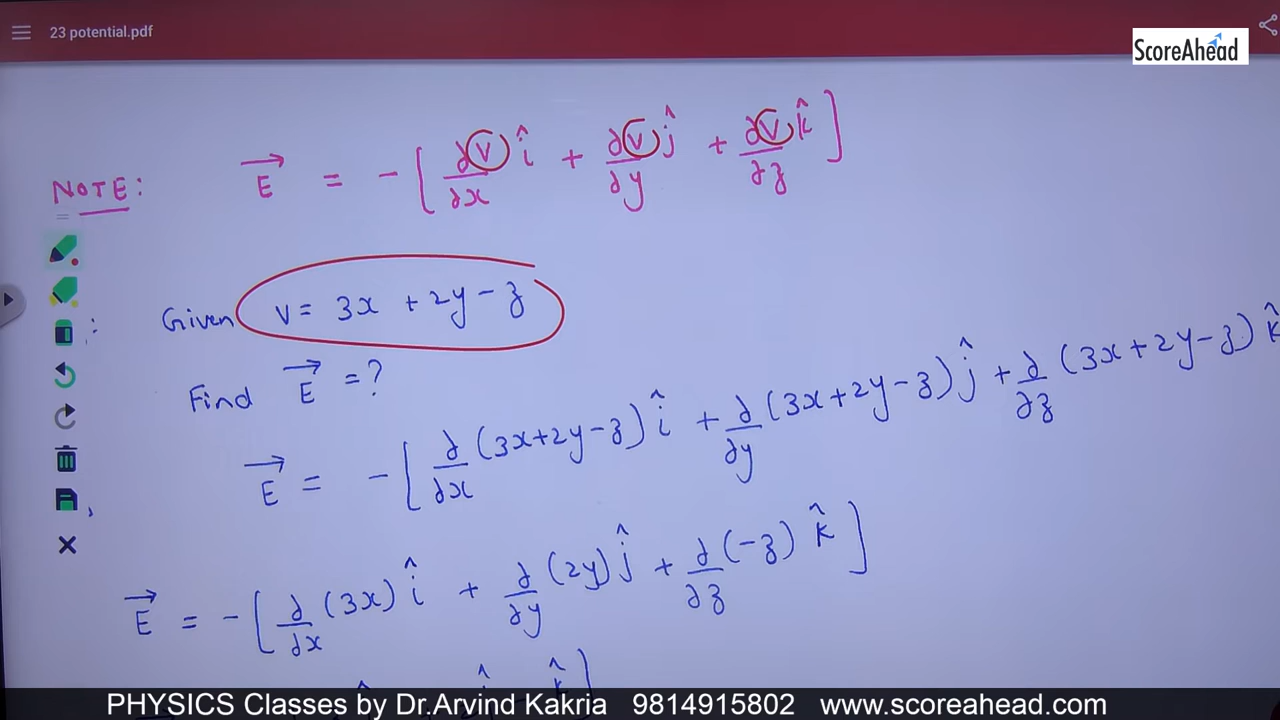 23 potential.pdf
ScoreAhead
NOTE: E⃗ = -[∂V/∂x î + ∂V/∂y ĵ + ∂V/∂z k̂]
: Given V = 3x + 2y - z
Find E⃗ = ?
E⃗ = -[∂/∂x (3x+2y-z) î + ∂/∂y (3x+2y-z) ĵ + ∂/∂z (3x+2y-z) k̂
E⃗ = -[∂/∂x (3x) î + ∂/∂y (2y) ĵ + ∂/∂z (-z) k̂]
k̂]
PHYSICS Classes by Dr.Arvind Kakria 9814915802 www.scoreahead.com